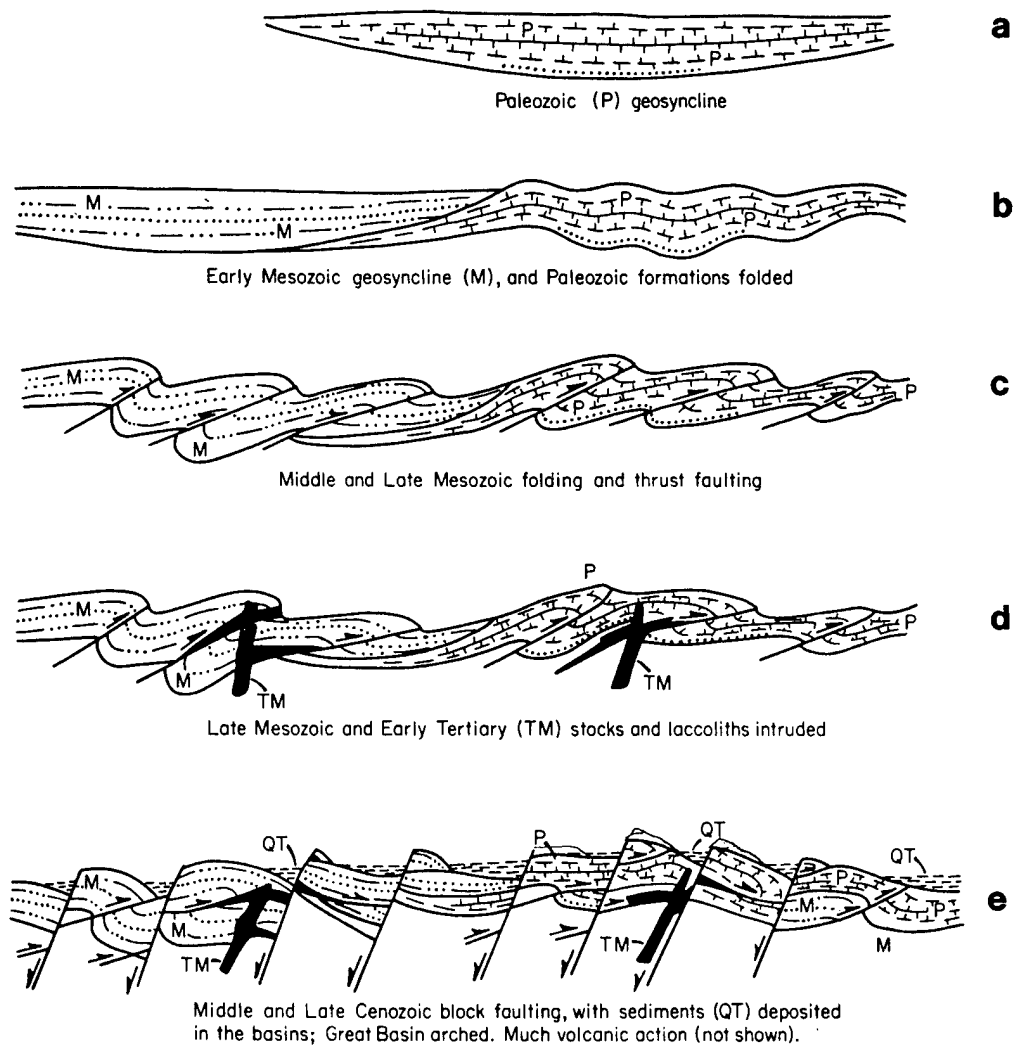 P
a
P
Paleozoic (P) geosyncline
M
P
P
b
M
Early Mesozoic geosyncline (M), and Paleozoic formations folded
M
c
P
P
M
Middle and Late Mesozoic folding and thrust faulting
P
M
d
P
M
TM
TM
Late Mesozoic and Early Tertiary (TM) stocks and laccoliths intruded
QT
P
QT
QT
M
P
M
P
e
M
TM
TM
M
Middle and Late Cenozoic block faulting, with sediments (QT) deposited
in the basins; Great Basin arched. Much volcanic action (not shown).